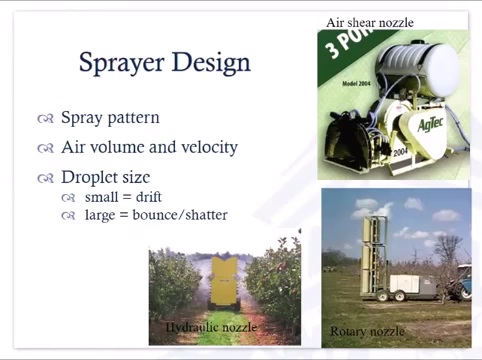 Air shear nozzle
Sprayer Design
3 POI
Model 2004
AgTec
2004
Spray pattern
Air volume and velocity
Droplet size
small = drift
large = bounce/shatter
Hydraulic nozzle
Rotary nozzle